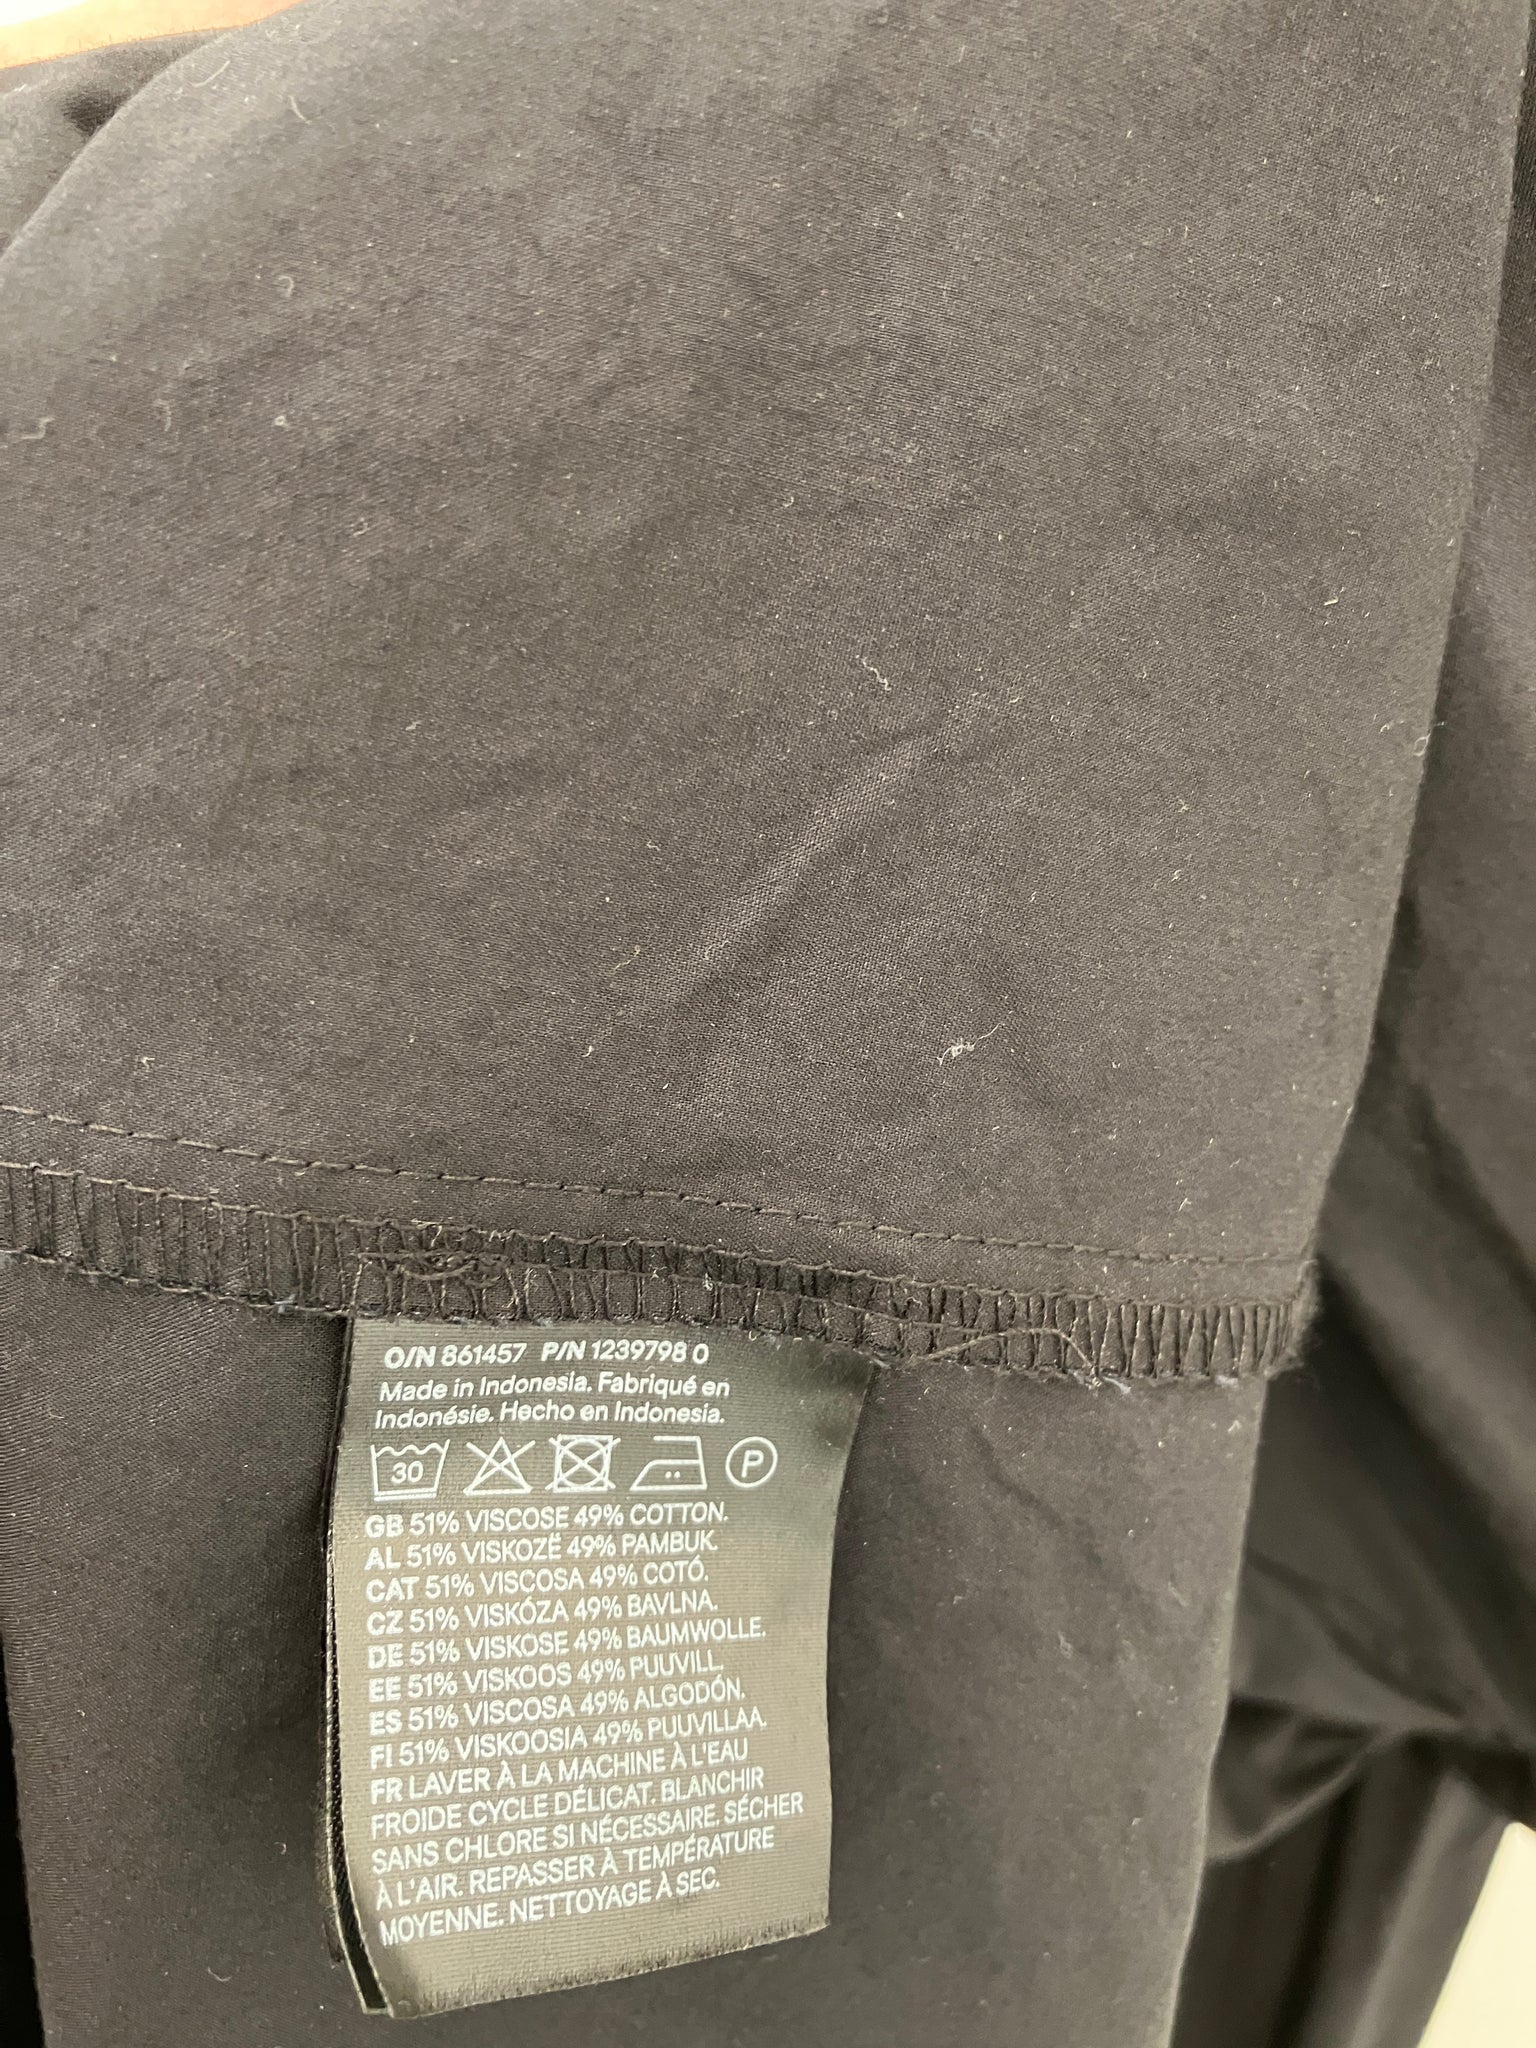 O/N 861457 P/N 1239798 0
Made in Indonesia. Fabriqué en
Indonésie. Hecho en Indonesia.
30 P
GB 51% VISCOSE 49% COTTON.
AL 51% VISKOZË 49% PAMBUK.
CAT 51% VISCOSA 49% COTÓ.
CZ 51% VISKÓZA 49% BAVLNA.
DE 51% VISKOSE 49% BAUMWOLLE.
EE 51% VISKOOS 49% PUUVILL.
ES 51% VISCOSA 49% ALGODÓN.
FI 51% VISKOOSIA 49% PUUVILLAA.
FR LAVER À LA MACHINE À L'EAU
FROIDE CYCLE DÉLICAT. BLANCHIR
SANS CHLORE SI NÉCESSAIRE. SÉCHER
À L'AIR. REPASSER À TEMPÉRATURE
MOYENNE. NETTOYAGE À SEC.